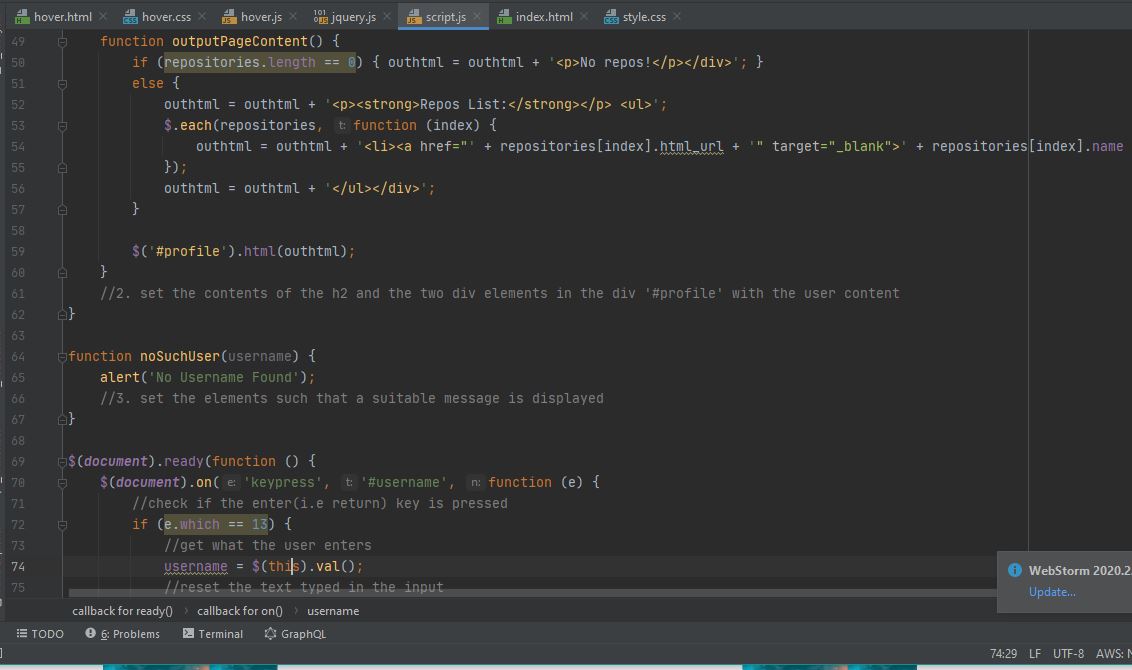 hover.html hover.css hover.js jquery.js script.js index.html style.css
49 function outputPageContent() {
50 if (repositories.length == 0) { outhtml = outhtml + '<p>No repos!</p></div>'; }
51 else {
52 outhtml = outhtml + '<p><strong>Repos List:</strong></p> <ul>';
53 $.each(repositories, t: function (index) {
54 outhtml = outhtml + '<li><a href="' + repositories[index].html_url + '" target="_blank">' + repositories[index].name
55 });
56 outhtml = outhtml + '</ul></div>';
57 }
58
59 $('#profile').html(outhtml);
60 }
61 //2. set the contents of the h2 and the two div elements in the div '#profile' with the user content
62 }
63
64 function noSuchUser(username) {
65 alert('No Username Found');
66 //3. set the elements such that a suitable message is displayed
67 }
68
69 $(document).ready(function () {
70 $(document).on( e: 'keypress', t: '#username', n: function (e) {
71 //check if the enter(i.e return) key is pressed
72 if (e.which == 13) {
73 //get what the user enters
74 username = $(this).val();
75 //reset the text typed in the input
WebStorm 2020.2
Update...
callback for ready() › callback for on() › username
TODO 6: Problems Terminal GraphQL
74:29 LF UTF-8 AWS: N